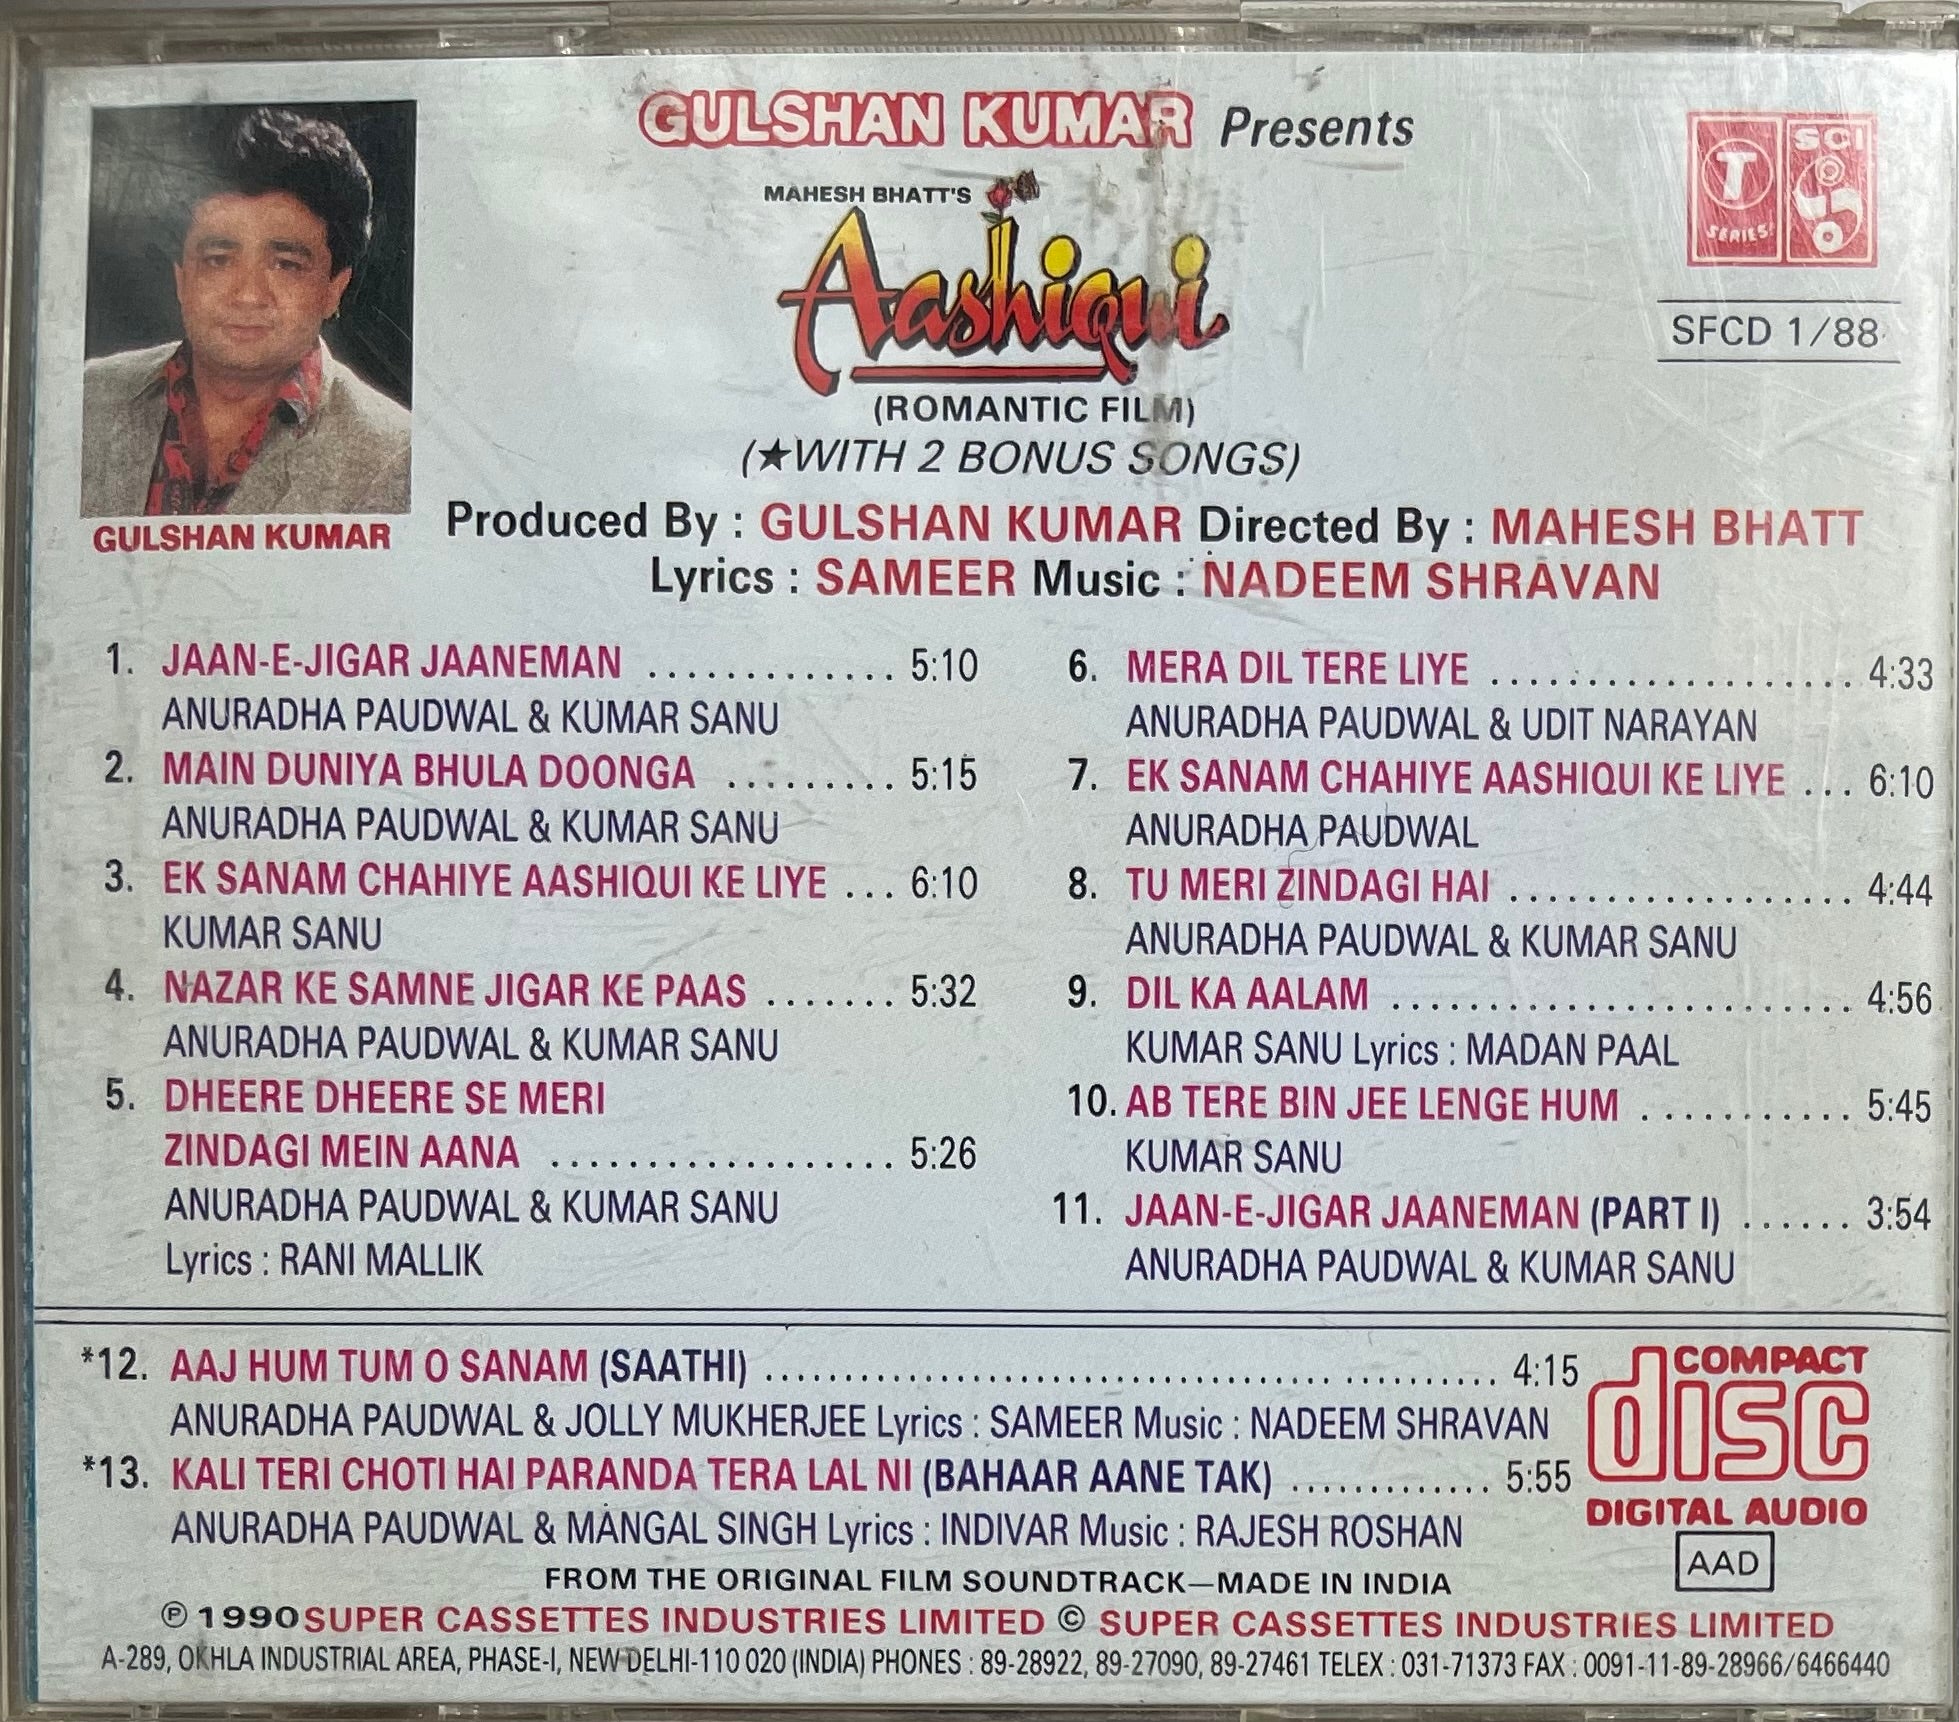 GULSHAN KUMAR Presents
MAHESH BHATT'S
Aashiqui
(ROMANTIC FILM)
(★WITH 2 BONUS SONGS)
T SERIES
SCI
SFCD 1/88
GULSHAN KUMAR
Produced By : GULSHAN KUMAR Directed By : MAHESH BHATT
Lyrics : SAMEER Music : NADEEM SHRAVAN
1. JAAN-E-JIGAR JAANEMAN ............. 5:10
ANURADHA PAUDWAL & KUMAR SANU
2. MAIN DUNIYA BHULA DOONGA ......... 5:15
ANURADHA PAUDWAL & KUMAR SANU
3. EK SANAM CHAHIYE AASHIQUI KE LIYE ... 6:10
KUMAR SANU
4. NAZAR KE SAMNE JIGAR KE PAAS ....... 5:32
ANURADHA PAUDWAL & KUMAR SANU
5. DHEERE DHEERE SE MERI
ZINDAGI MEIN AANA .................. 5:26
ANURADHA PAUDWAL & KUMAR SANU
Lyrics : RANI MALLIK
6. MERA DIL TERE LIYE ................... 4:33
ANURADHA PAUDWAL & UDIT NARAYAN
7. EK SANAM CHAHIYE AASHIQUI KE LIYE ... 6:10
ANURADHA PAUDWAL
8. TU MERI ZINDAGI HAI .................. 4:44
ANURADHA PAUDWAL & KUMAR SANU
9. DIL KA AALAM ........................ 4:56
KUMAR SANU Lyrics : MADAN PAAL
10. AB TERE BIN JEE LENGE HUM ........... 5:45
KUMAR SANU
11. JAAN-E-JIGAR JAANEMAN (PART I) ...... 3:54
ANURADHA PAUDWAL & KUMAR SANU
*12. AAJ HUM TUM O SANAM (SAATHI) ............................................. 4:15
ANURADHA PAUDWAL & JOLLY MUKHERJEE Lyrics : SAMEER Music : NADEEM SHRAVAN
*13. KALI TERI CHOTI HAI PARANDA TERA LAL NI (BAHAAR AANE TAK) ............. 5:55
ANURADHA PAUDWAL & MANGAL SINGH Lyrics : INDIVAR Music : RAJESH ROSHAN
COMPACT
disc
DIGITAL AUDIO
AAD
FROM THE ORIGINAL FILM SOUNDTRACK—MADE IN INDIA
℗ 1990 SUPER CASSETTES INDUSTRIES LIMITED © SUPER CASSETTES INDUSTRIES LIMITED
A-289, OKHLA INDUSTRIAL AREA, PHASE-I, NEW DELHI-110 020 (INDIA) PHONES : 89-28922, 89-27090, 89-27461 TELEX : 031-71373 FAX : 0091-11-89-28966/6466440